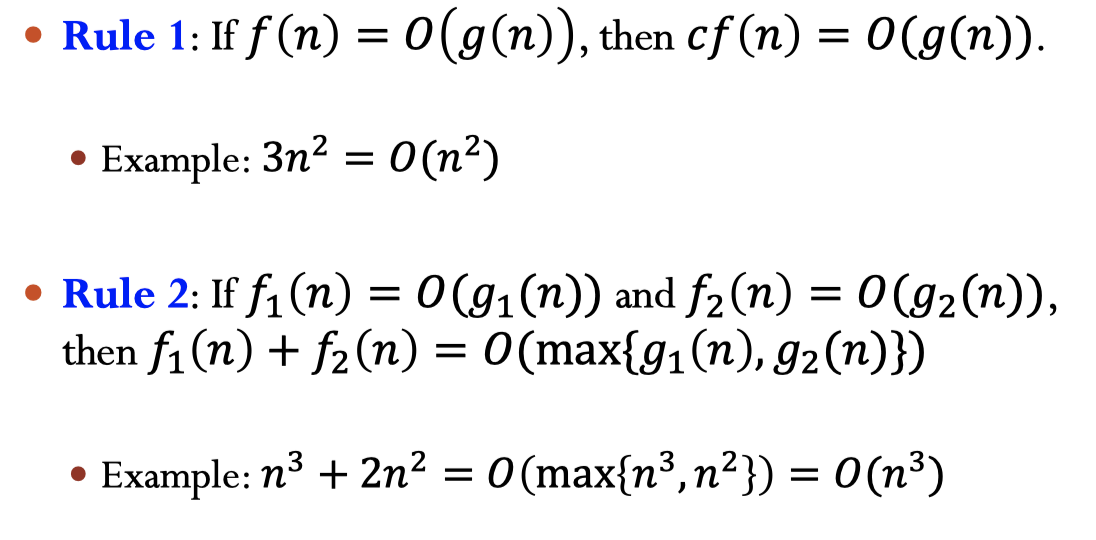 • Rule 1: If f(n) = O(g(n)), then cf(n) = O(g(n)).
• Example: 3n² = O(n²)
• Rule 2: If f₁(n) = O(g₁(n)) and f₂(n) = O(g₂(n)),
then f₁(n) + f₂(n) = O(max{g₁(n), g₂(n)})
• Example: n³ + 2n² = O(max{n³, n²}) = O(n³)